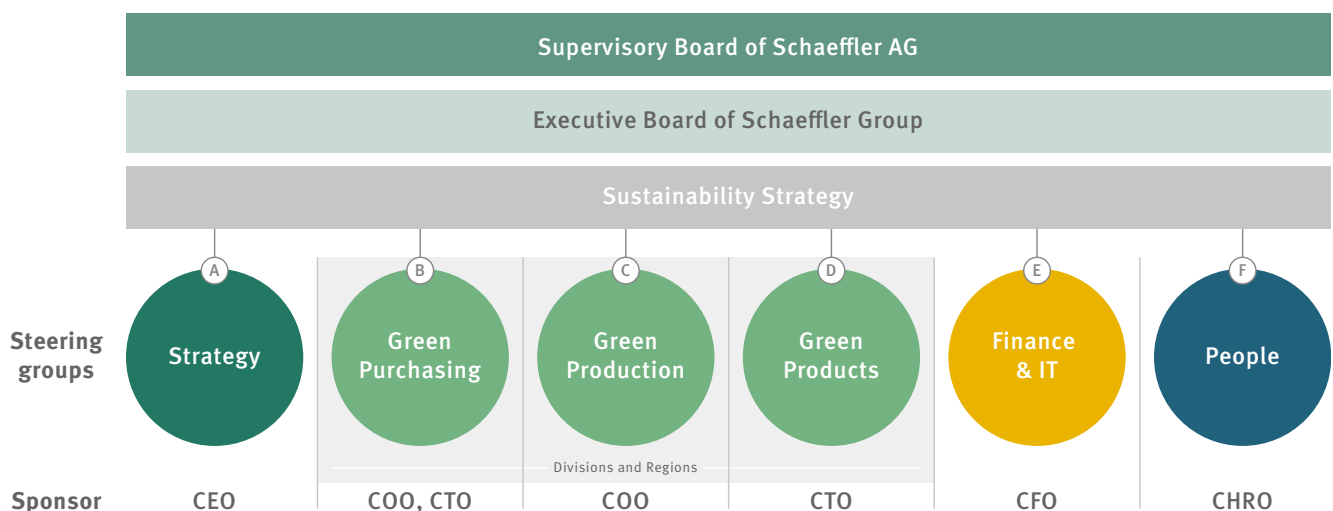 Supervisory Board of Schaeffler AG
Executive Board of Schaeffler Group
Sustainability Strategy
A B C D E F
Steering
groups
Strategy
Green
Purchasing
Green
Production
Green
Products
Finance
& IT
People
Divisions and Regions
Sponsor CEO COO, CTO COO CTO CFO CHRO